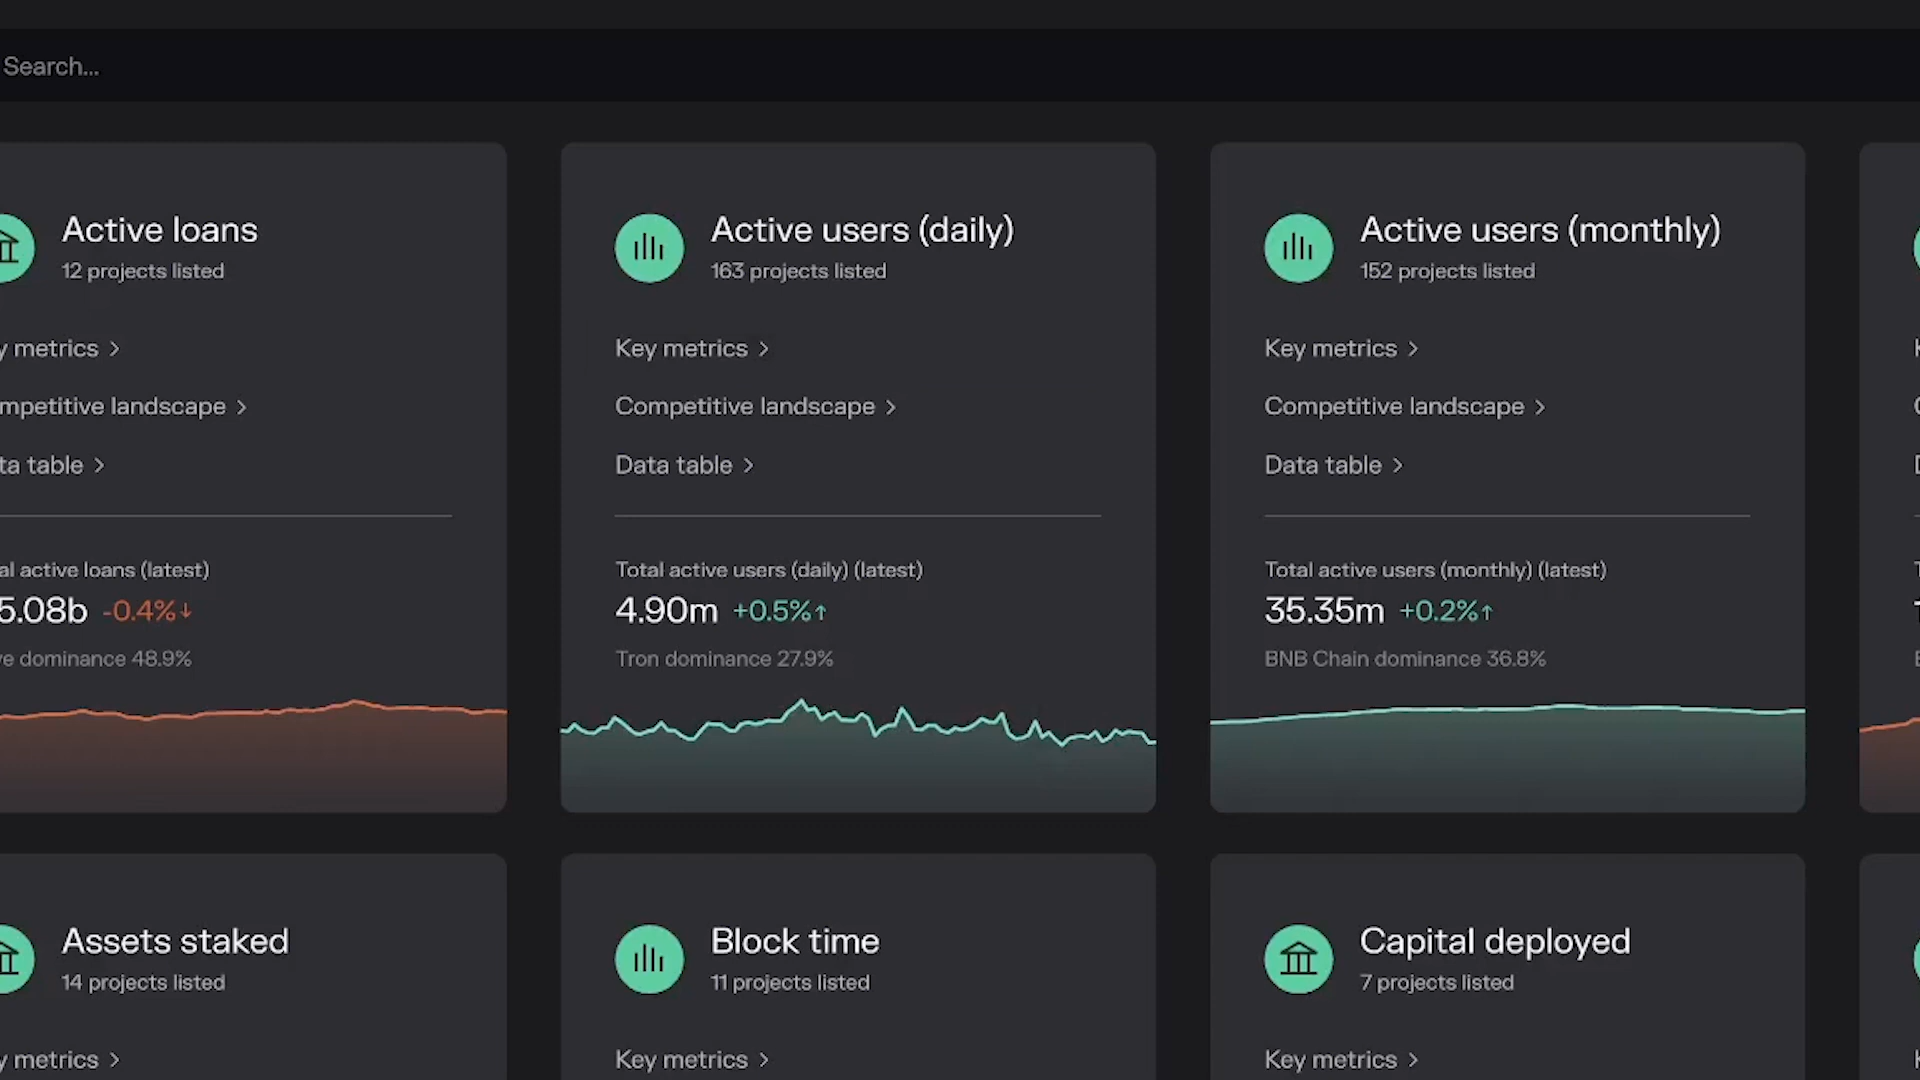 Search...
Active loans
12 projects listed
metrics
landscape
table
active loans (latest)
5.08b -0.4%↓
dominance 48.9%
Active users (daily)
163 projects listed
Key metrics
Competitive landscape
Data table
Total active users (daily) (latest)
4.90m +0.5%↑
Tron dominance 27.9%
Active users (monthly)
152 projects listed
Key metrics
Competitive landscape
Data table
Total active users (monthly) (latest)
35.35m +0.2%↑
BNB Chain dominance 36.8%
Assets staked
14 projects listed
metrics
Block time
11 projects listed
Key metrics
Capital deployed
7 projects listed
Key metrics